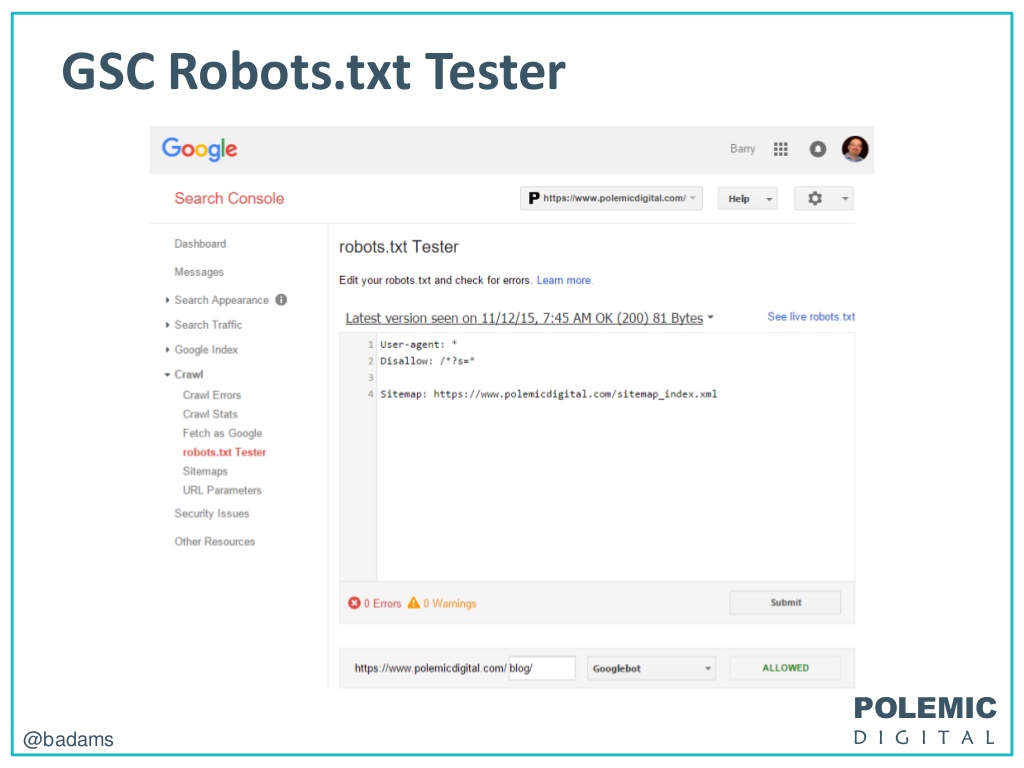 GSC Robots.txt Tester
Google
Barry
Search Console
P https://www.polemicdigital.com/
Help
Dashboard
Messages
Search Appearance
Search Traffic
Google Index
Crawl
Crawl Errors
Crawl Stats
Fetch as Google
robots.txt Tester
Sitemaps
URL Parameters
Security Issues
Other Resources
robots.txt Tester
Edit your robots.txt and check for errors. Learn more.
Latest version seen on 11/12/15, 7:45 AM OK (200) 81 Bytes
See live robots.txt
1 User-agent: *
2 Disallow: /*?s=*
3
4 Sitemap: https://www.polemicdigital.com/sitemap_index.xml
0 Errors 0 Warnings
Submit
https://www.polemicdigital.com/ blog/
Googlebot
ALLOWED
@badams
POLEMIC
DIGITAL